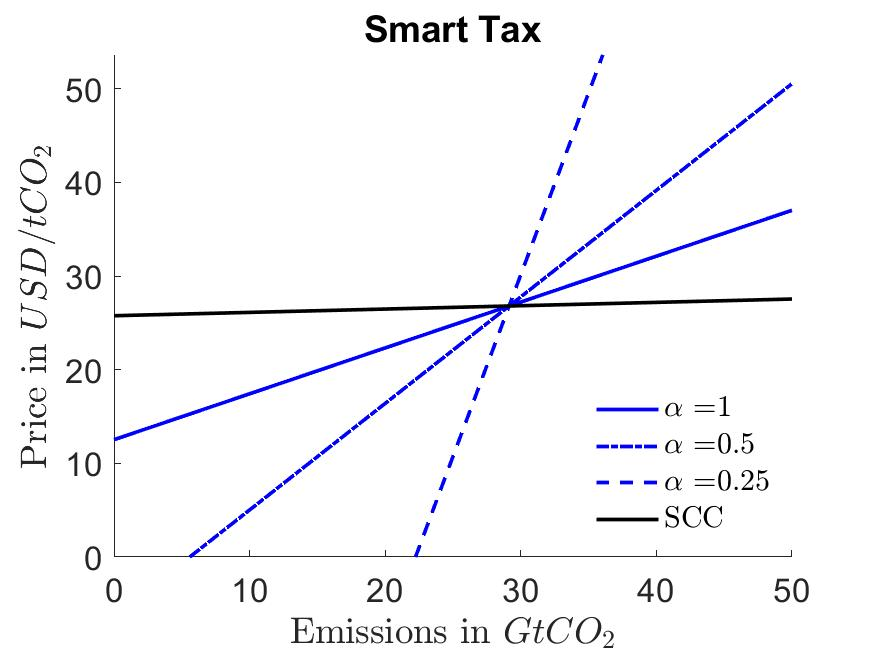 Smart Tax
Price in USD/tCO2
50
40
30
20
10
0
α =1
α =0.5
α =0.25
SCC
0 10 20 30 40 50
Emissions in GtCO2